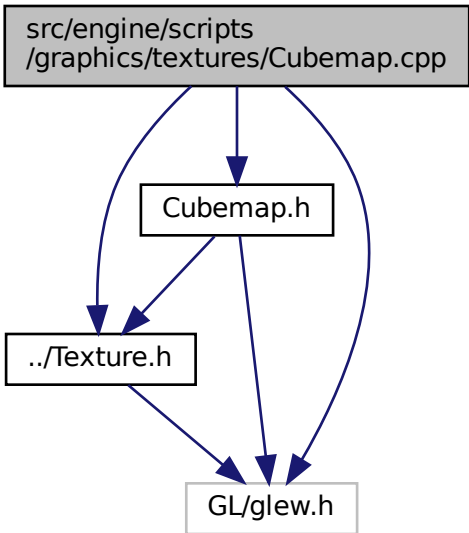 src/engine/scripts
/graphics/textures/Cubemap.cpp
Cubemap.h
../Texture.h
GL/glew.h